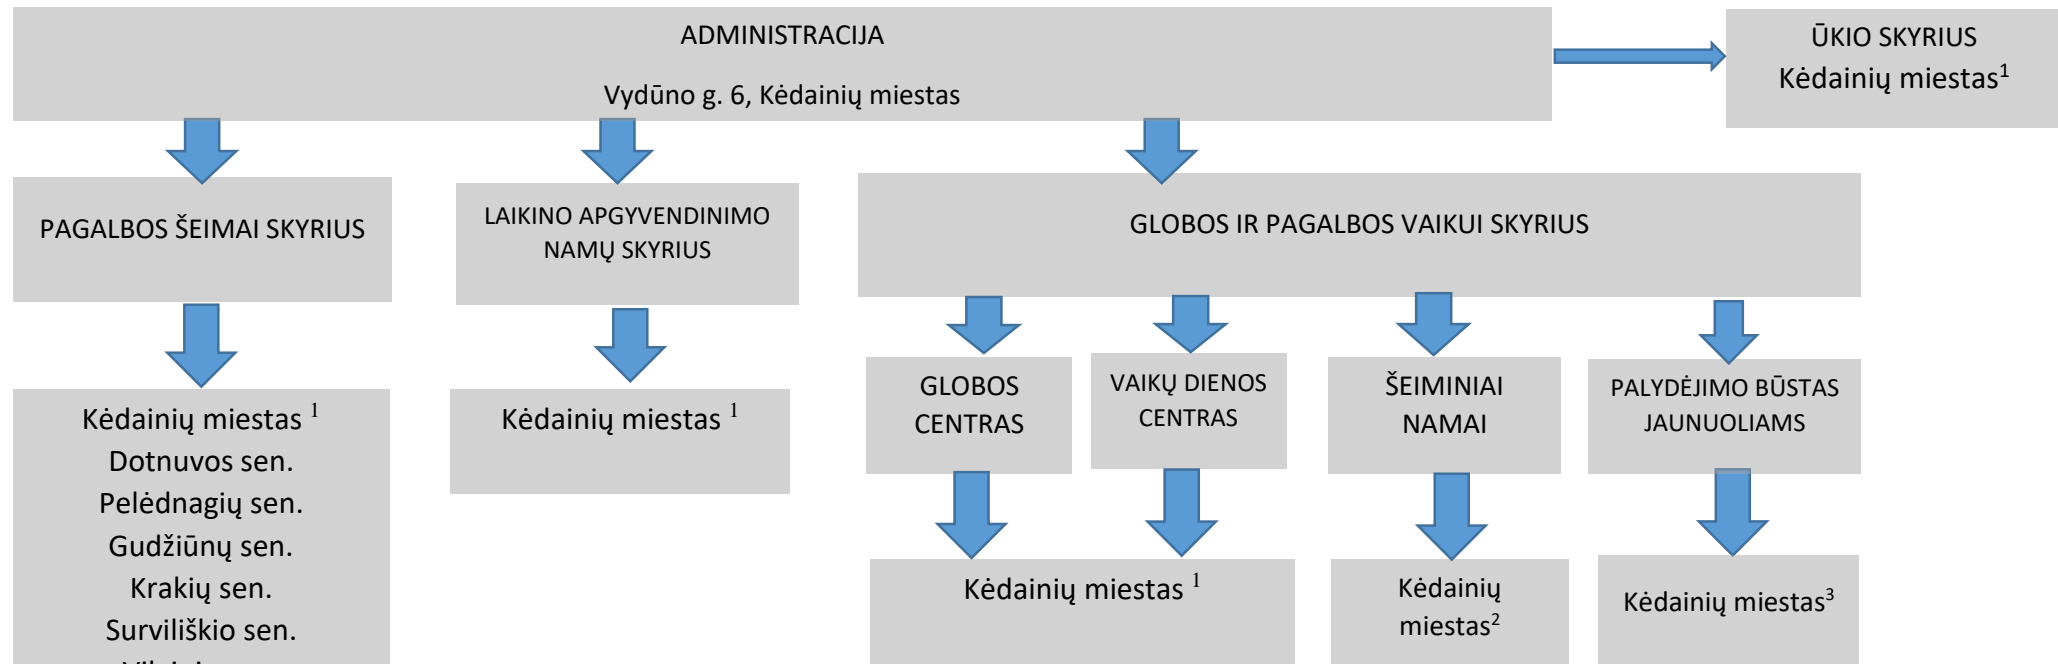 ADMINISTRACIJA
Vydūno g. 6, Kėdainių miestas
ŪKIO SKYRIUS
Kėdainių miestas¹
PAGALBOS ŠEIMAI SKYRIUS
LAIKINO APGYVENDINIMO
NAMŲ SKYRIUS
GLOBOS IR PAGALBOS VAIKUI SKYRIUS
GLOBOS
CENTRAS
VAIKŲ DIENOS
CENTRAS
ŠEIMINIAI
NAMAI
PALYDĖJIMO BŪSTAS
JAUNUOLIAMS
Kėdainių miestas ¹
Dotnuvos sen.
Pelėdnagių sen.
Gudžiūnų sen.
Krakių sen.
Surviliškio sen.
Kėdainių miestas ¹
Kėdainių miestas ¹
Kėdainių
miestas²
Kėdainių miestas³